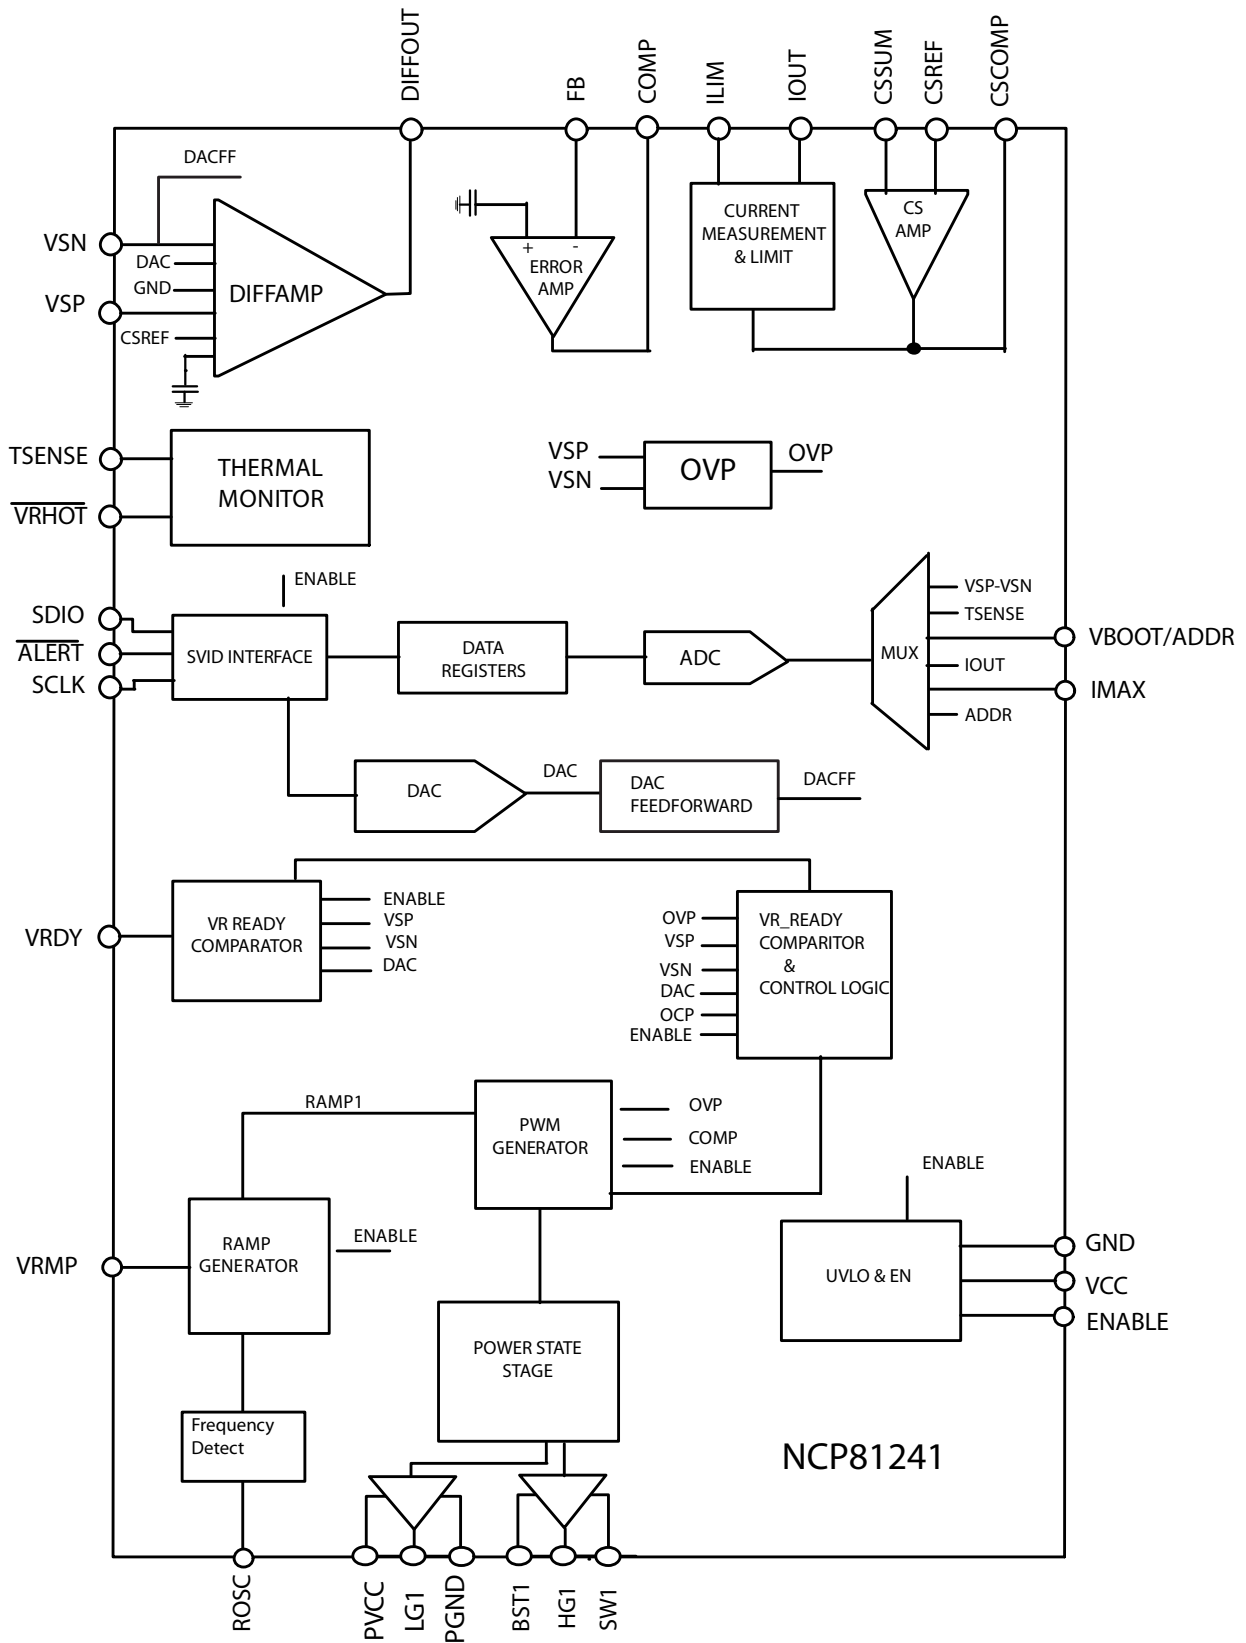 DIFFOUT
FB
COMP
ILIM
IOUT
CSSUM
CSREF
CSCOMP
DACFF
VSN
DAC
GND
VSP
CSREF
DIFFAMP
+ -
ERROR
AMP
CURRENT
MEASUREMENT
& LIMIT
CS
AMP
TSENSE
VRHOT
THERMAL
MONITOR
VSP
VSN
OVP
OVP
ENABLE
SDIO
ALERT
SCLK
SVID INTERFACE
DATA
REGISTERS
ADC
MUX
VSP-VSN
TSENSE
IOUT
ADDR
VBOOT/ADDR
IMAX
DAC
DAC
DAC
FEEDFORWARD
DACFF
VRDY
VR READY
COMPARATOR
ENABLE
VSP
VSN
DAC
OVP
VSP
VSN
DAC
OCP
ENABLE
VR_READY
COMPARITOR
&
CONTROL LOGIC
RAMP1
PWM
GENERATOR
OVP
COMP
ENABLE
VRMP
RAMP
GENERATOR
ENABLE
ENABLE
UVLO & EN
GND
VCC
ENABLE
POWER STATE
STAGE
Frequency
Detect
NCP81241
ROSC
PVCC
LG1
PGND
BST1
HG1
SW1